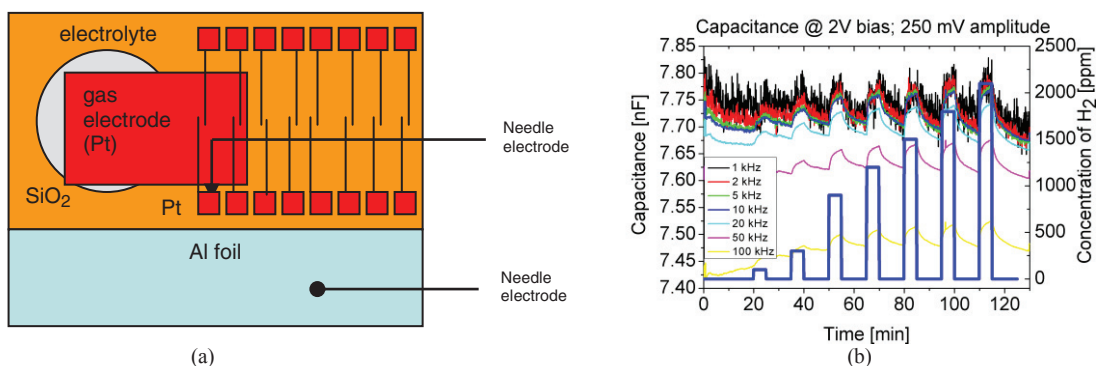 electrolyte
gas
electrode
(Pt)
SiO2
Pt
Al foil
Needle
electrode
Needle
electrode
(a)
Capacitance @ 2V bias; 250 mV amplitude
Capacitance [nF]
7.85
7.80
7.75
7.70
7.65
7.60
7.55
7.50
7.45
7.40
1 kHz
2 kHz
5 kHz
10 kHz
20 kHz
50 kHz
100 kHz
2500
2000
1500
1000
500
0
Concentration of H2 [ppm]
0 20 40 60 80 100 120
Time [min]
(b)